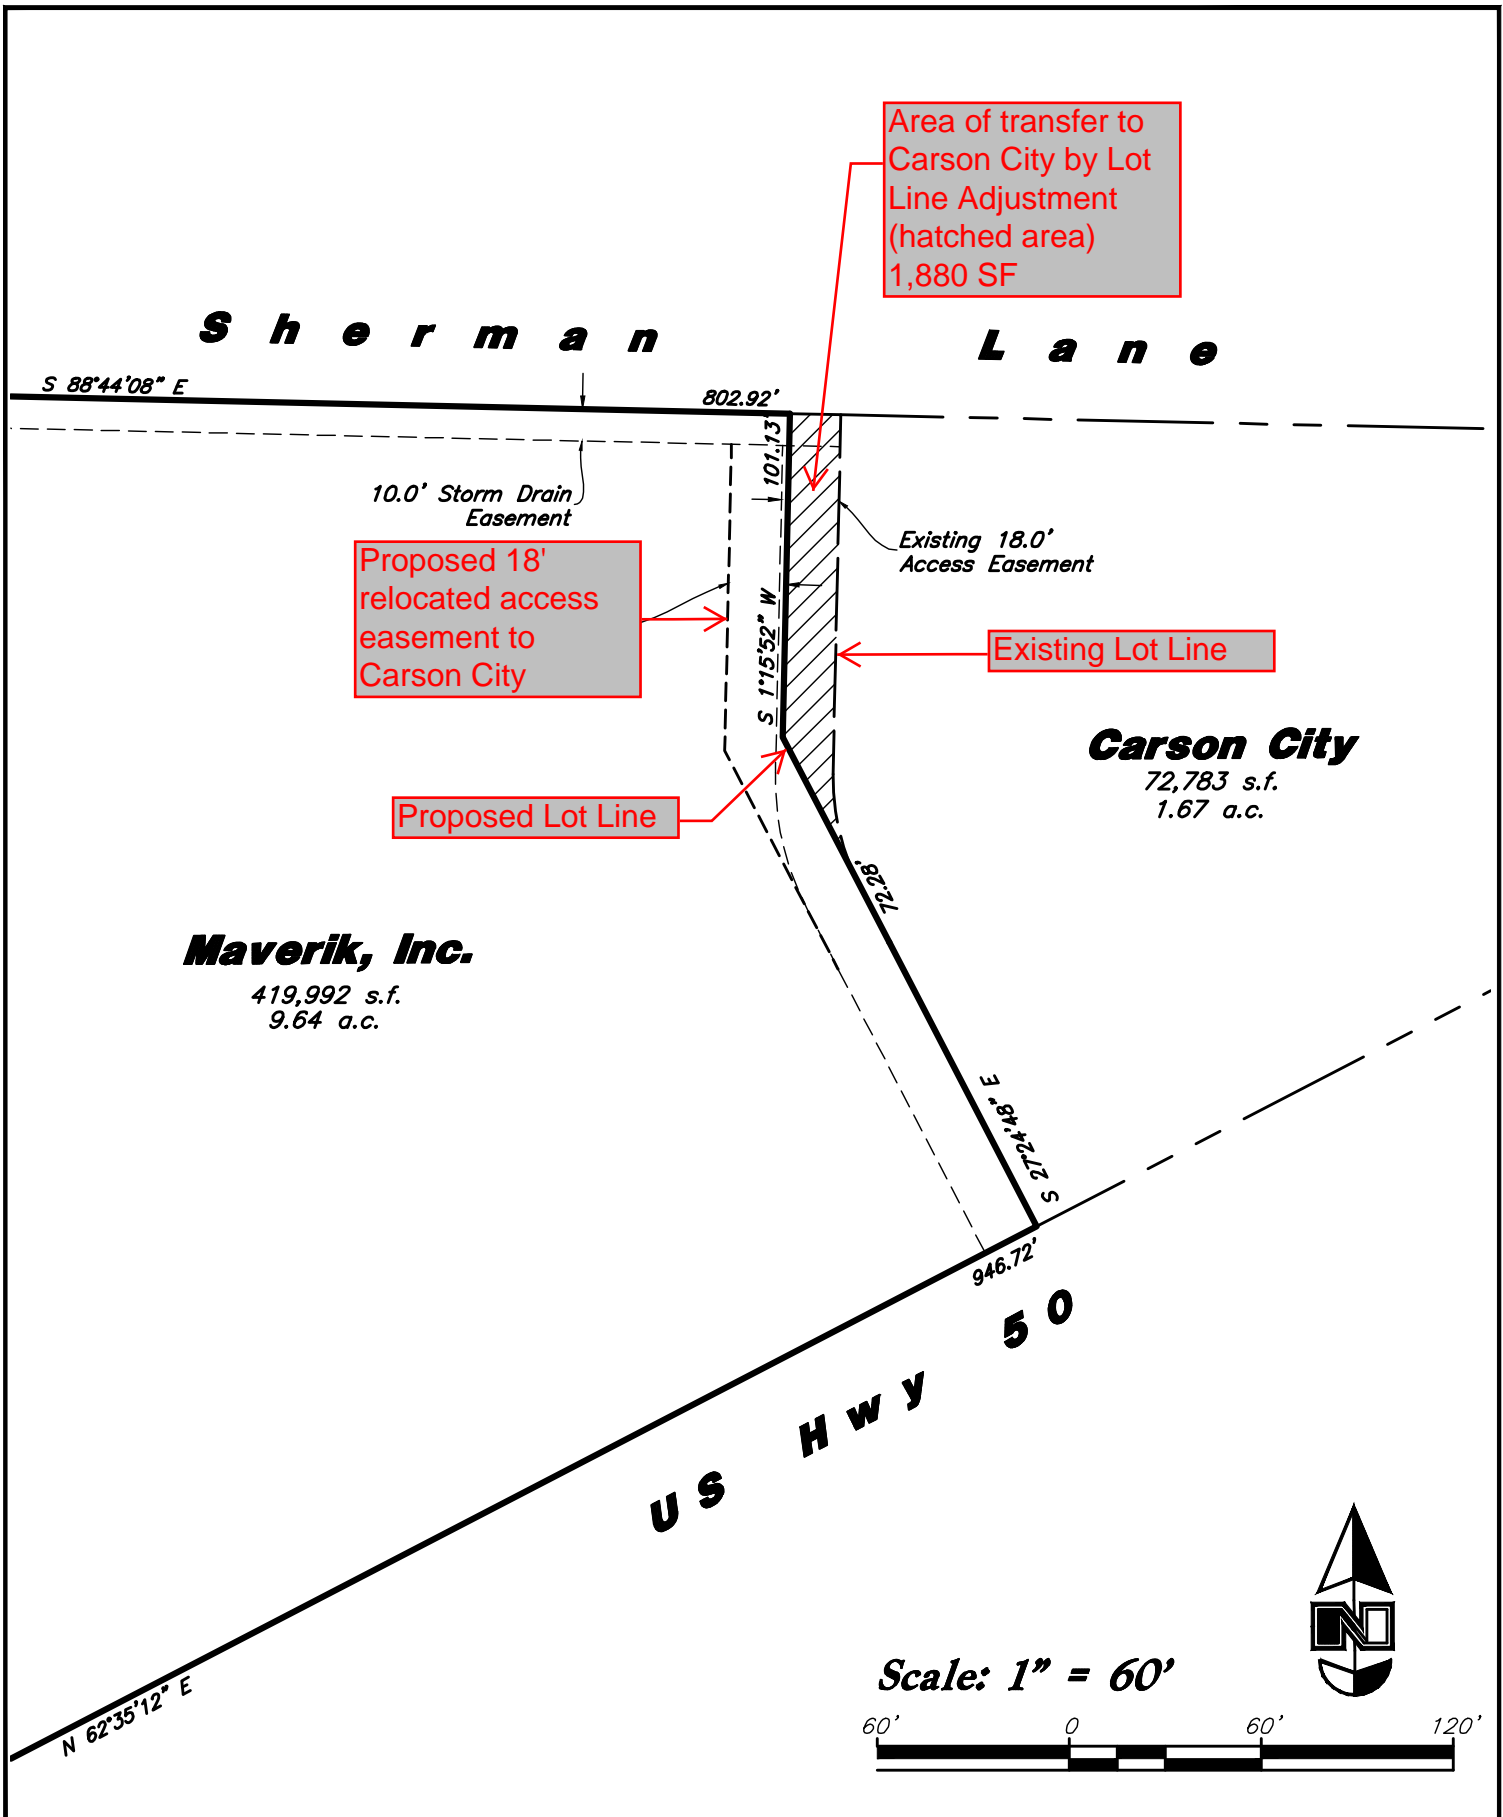 Area of transfer to
Carson City by Lot
Line Adjustment
(hatched area)
1,880 SF
Sherman Lane
S 88°44'08" E
802.92'
101.13'
10.0' Storm Drain
Easement
Existing 18.0'
Access Easement
Proposed 18'
relocated access
easement to
Carson City
S 1°15'52" W
Existing Lot Line
Carson City
72,783 s.f.
1.67 a.c.
Proposed Lot Line
72.28'
Maverik, Inc.
419,992 s.f.
9.64 a.c.
S 27°24'48" E
946.72'
US Hwy 50
N 62°35'12" E
N
Scale: 1" = 60'
60' 0 60' 120'